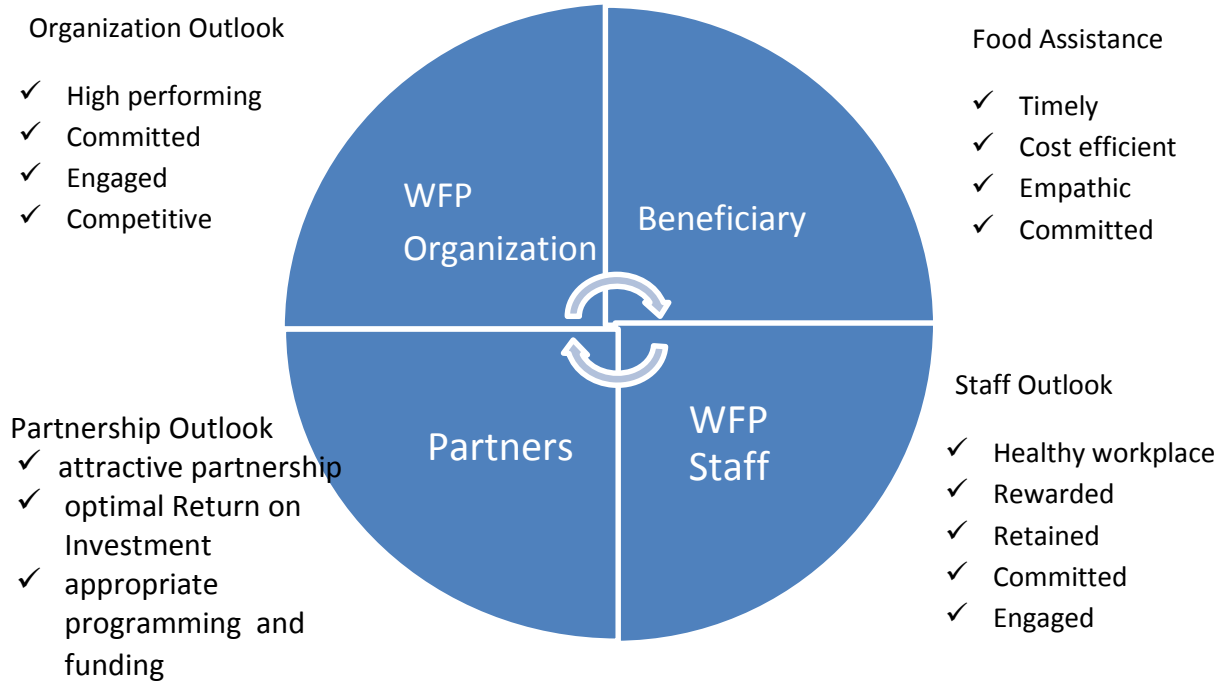 Organization Outlook
✓ High performing
✓ Committed
✓ Engaged
✓ Competitive
WFP
Organization
Beneficiary
Food Assistance
✓ Timely
✓ Cost efficient
✓ Empathic
✓ Committed
Partnership Outlook
✓ attractive partnership
✓ optimal Return on
Investment
✓ appropriate
programming and
funding
Partners
WFP
Staff
Staff Outlook
✓ Healthy workplace
✓ Rewarded
✓ Retained
✓ Committed
✓ Engaged